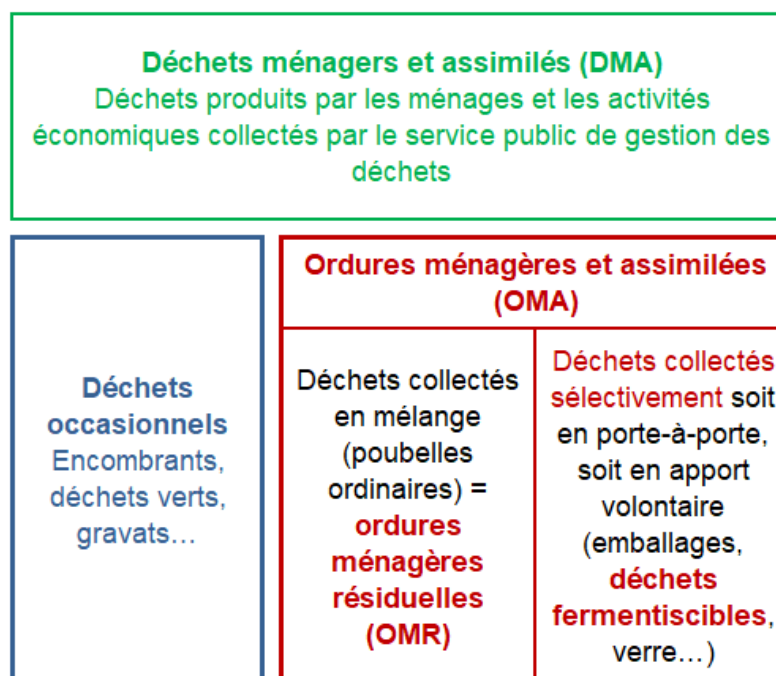 Déchets ménagers et assimilés (DMA)
Déchets produits par les ménages et les activités
économiques collectés par le service public de gestion des
déchets
Déchets
occasionnels
Encombrants,
déchets verts,
gravats…
Ordures ménagères et assimilées
(OMA)
Déchets collectés
en mélange
(poubelles
ordinaires) =
ordures
ménagères
résiduelles
(OMR)
Déchets collectés
sélectivement soit
en porte-à-porte,
soit en apport
volontaire
(emballages,
déchets
fermentiscibles,
verre…)